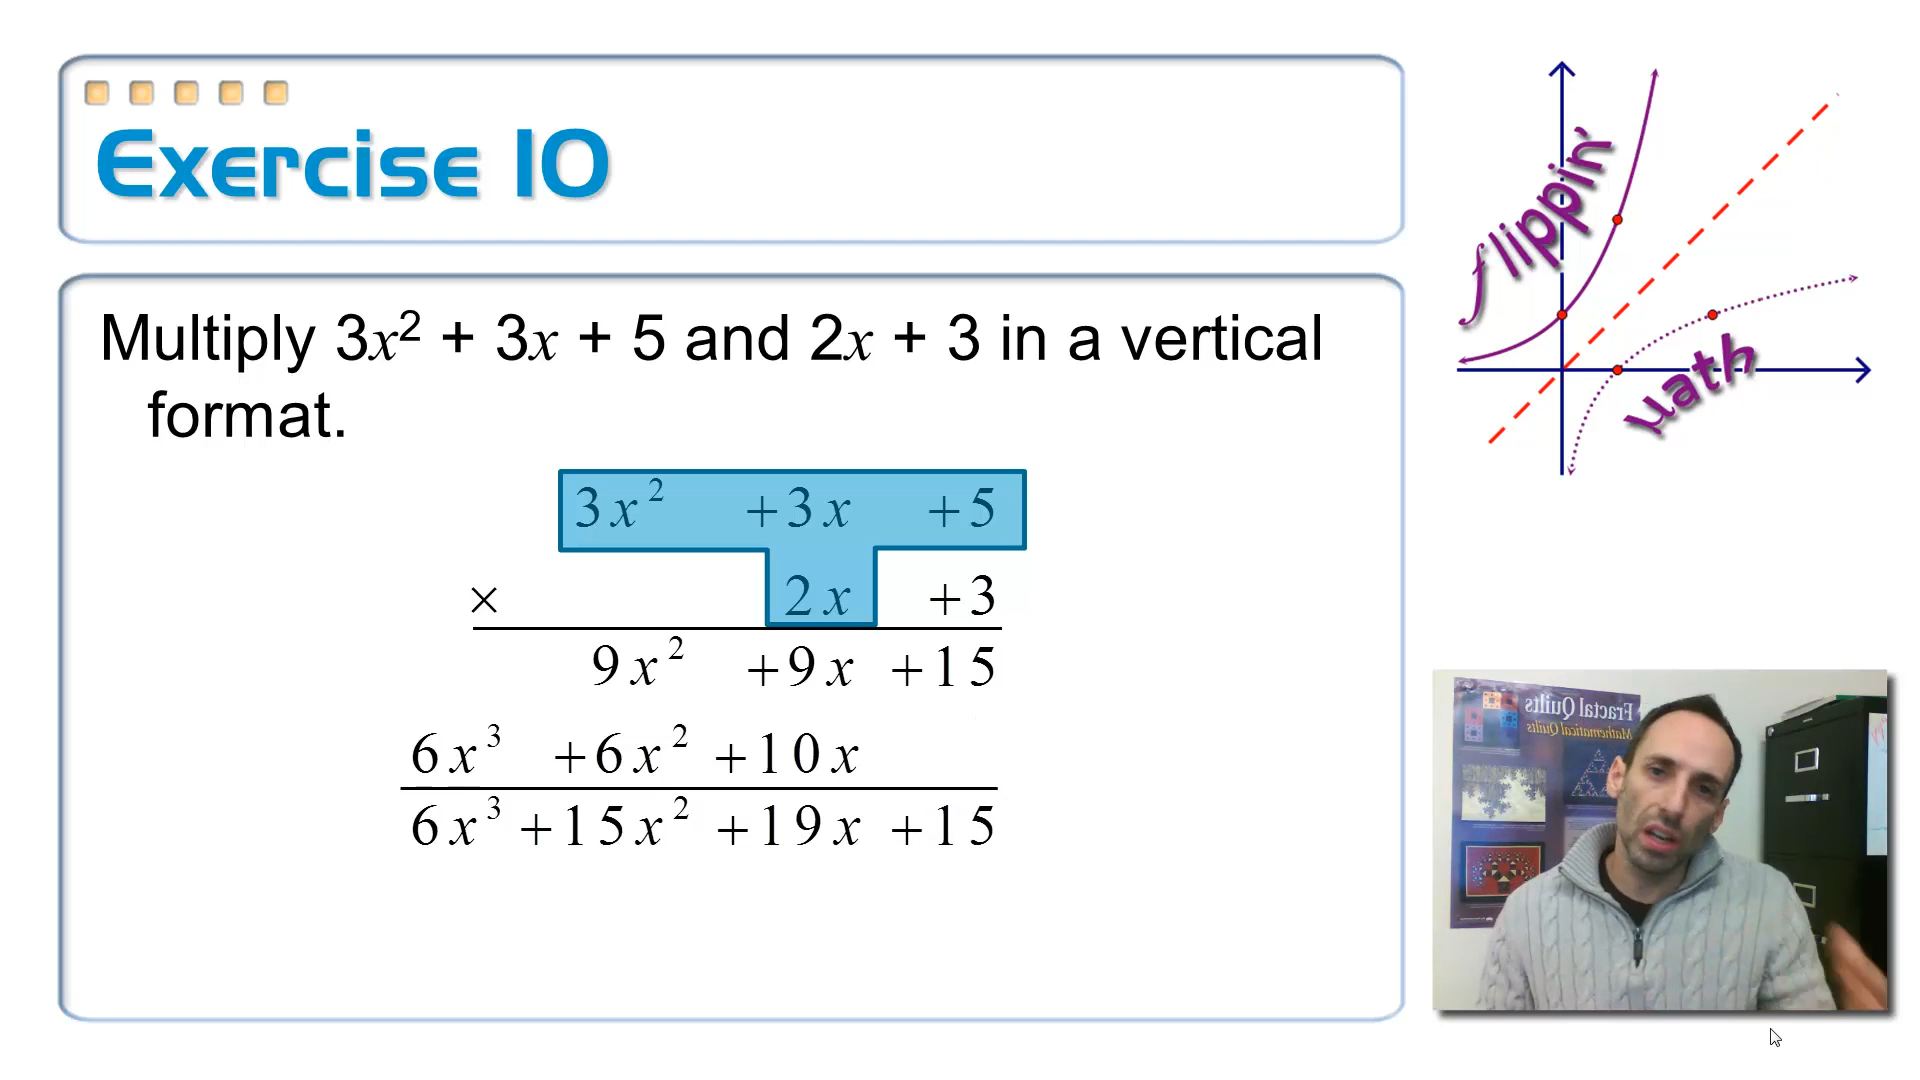 Exercise 10
Multiply 3x² + 3x + 5 and 2x + 3 in a vertical
format.
3x² +3x +5
× 2x +3
9x² +9x +15
6x³ +6x² +10x
6x³ +15x² +19x +15
flippin'
math
Fractal Quilts
Mathematical Quilts